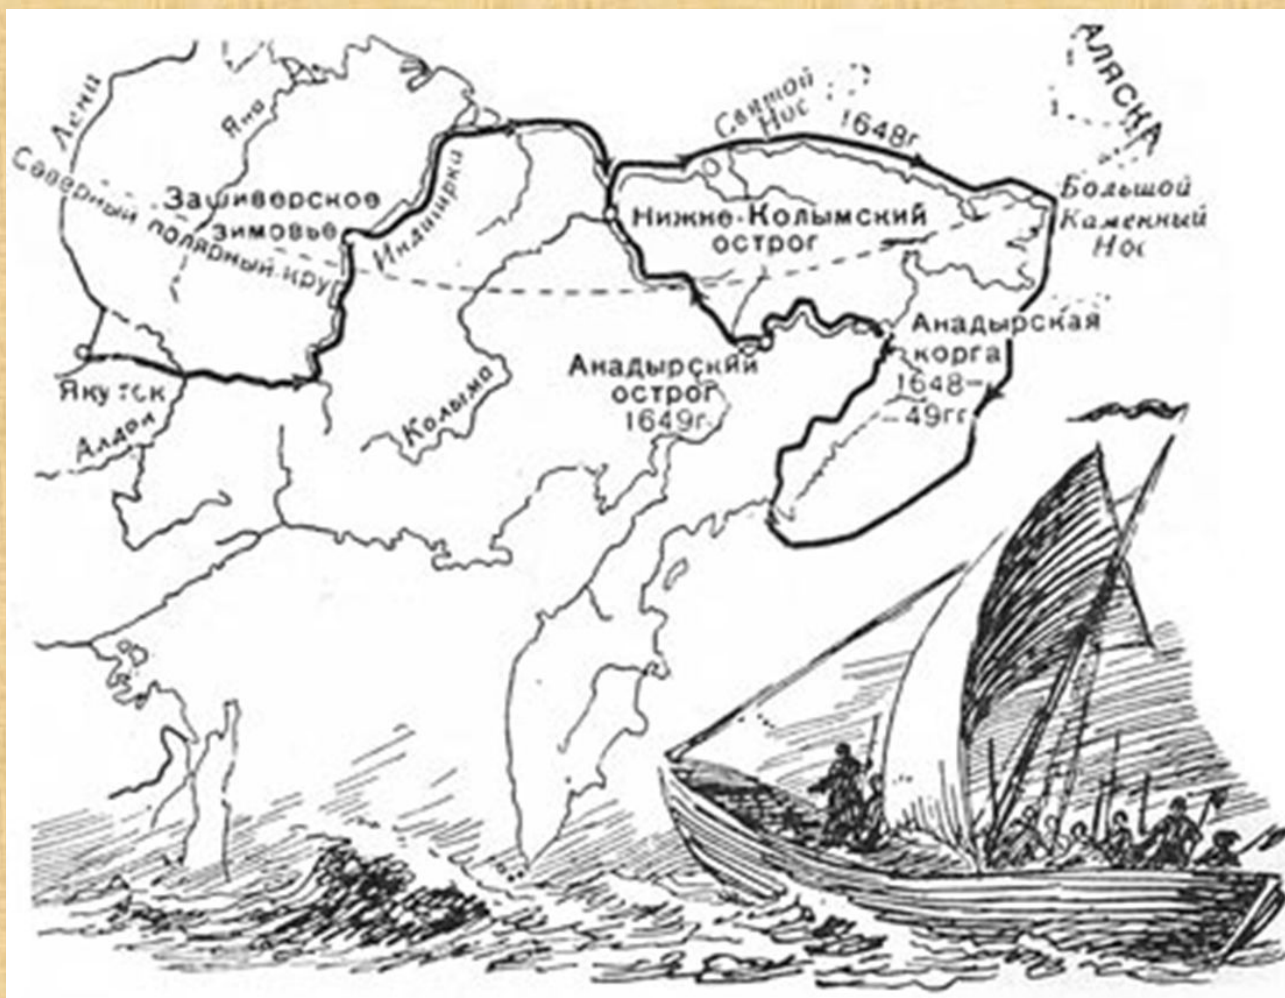 АЛЯСКА
Святой
Нос
1648г.
Лена
Яна
Северный полярный круг
Зашиверское
зимовье
Индигирка
Нижне-Колымский
острог
Большой
Каменный
Нос
Анадырская
корга
1648-
-49гг
Анадырский
острог
1649г.
Якутск
Алдан
Колыма